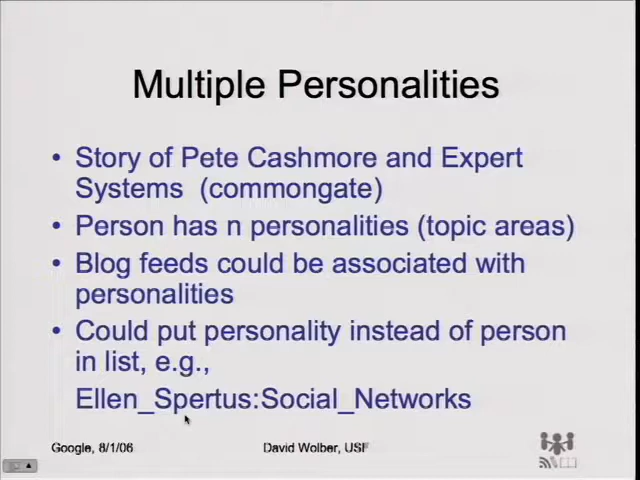 Multiple Personalities
• Story of Pete Cashmore and Expert
Systems (commongate)
• Person has n personalities (topic areas)
• Blog feeds could be associated with
personalities
• Could put personality instead of person
in list, e.g.,
Ellen_Spertus:Social_Networks
Google, 8/1/06
David Wolber, USF